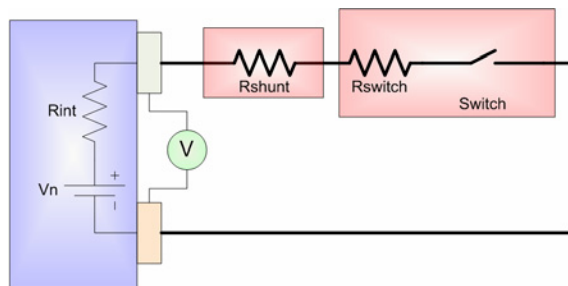 Rint
Vn
+
-
V
Rshunt
Rswitch
Switch